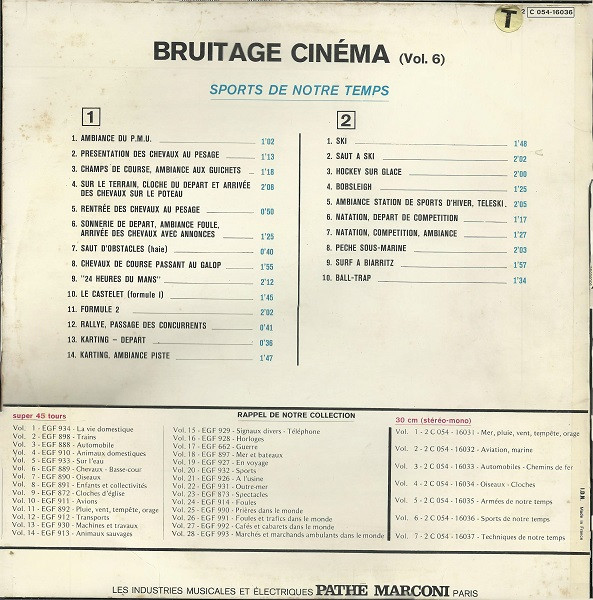 T
2 C 054-16036
BRUITAGE CINÉMA (Vol. 6)
SPORTS DE NOTRE TEMPS
1
1. AMBIANCE DU P.M.U. 1'02
2. PRESENTATION DES CHEVAUX AU PESAGE 1'13
3. CHAMPS DE COURSE, AMBIANCE AUX GUICHETS 1'18
4. SUR LE TERRAIN, CLOCHE DU DEPART ET ARRIVÉE
DES CHEVAUX SUR LE POTEAU 2'08
5. RENTRÉE DES CHEVAUX AU PESAGE 0'50
6. SONNERIE DE DEPART, AMBIANCE FOULE,
ARRIVÉE DES CHEVAUX AVEC ANNONCES 1'25
7. SAUT D'OBSTACLES (haie) 0'40
8. CHEVAUX DE COURSE PASSANT AU GALOP 1'55
9. "24 HEURES DU MANS" 2'12
10. LE CASTELET (formule I) 1'45
11. FORMULE 2 2'02
12. RALLYE, PASSAGE DES CONCURRENTS 0'41
13. KARTING – DEPART 0'36
14. KARTING, AMBIANCE PISTE 1'47
2
1. SKI 1'48
2. SAUT A SKI 2'02
3. HOCKEY SUR GLACE 2'00
4. BOBSLEIGH 1'25
5. AMBIANCE STATION DE SPORTS D'HIVER, TELESKI. 2'05
6. NATATION, DEPART DE COMPETITION 1'17
7. NATATION, COMPETITION, AMBIANCE 1'27
8. PECHE SOUS-MARINE 2'03
9. SURF A BIARRITZ 1'57
10. BALL-TRAP 1'34
RAPPEL DE NOTRE COLLECTION
super 45 tours
Vol. 1 - EGF 934 - La vie domestique
Vol. 2 - EGF 898 - Trains
Vol. 3 - EGF 888 - Automobile
Vol. 4 - EGF 910 - Animaux domestiques
Vol. 5 - EGF 933 - Sur l'eau
Vol. 6 - EGF 889 - Chevaux - Basse-cour
Vol. 7 - EGF 890 - Oiseaux
Vol. 8 - EGF 891 - Enfants et collectivités
Vol. 9 - EGF 872 - Cloches d'église
Vol. 10 - EGF 911 - Avions
Vol. 11 - EGF 892 - Pluie, vent, tempête, orage
Vol. 12 - EGF 912 - Transports
Vol. 13 - EGF 930 - Machines et travaux
Vol. 14 - EGF 913 - Animaux sauvages
Vol. 15 - EGF 929 - Signaux divers - Téléphone
Vol. 16 - EGF 928 - Horloges
Vol. 17 - EGF 662 - Guerre
Vol. 18 - EGF 897 - Mer et bateaux
Vol. 19 - EGF 927 - En voyage
Vol. 20 - EGF 932 - Sports
Vol. 21 - EGF 926 - A l'usine
Vol. 22 - EGF 931 - Outre-mer
Vol. 23 - EGF 873 - Spectacles
Vol. 24 - EGF 914 - Foules
Vol. 25 - EGF 990 - Prières dans le monde
Vol. 26 - EGF 991 - Foules et trafics dans le monde
Vol. 27 - EGF 992 - Cafés et cabarets dans le monde
Vol. 28 - EGF 993 - Marchés et marchands ambulants dans le monde
30 cm (stéréo-mono)
Vol. 1 - 2 C 054 - 16031 - Mer, pluie, vent, tempête, orage
Vol. 2 - 2 C 054 - 16032 - Aviation, marine
Vol. 3 - 2 C 054 - 16033 - Automobiles - Chemins de fer
Vol. 4 - 2 C 054 - 16034 - Oiseaux - Cloches
Vol. 5 - 2 C 054 - 16035 - Armées de notre temps
Vol. 6 - 2 C 054 - 16036 - Sports de notre temps
Vol. 7 - 2 C 054 - 16037 - Techniques de notre temps
Made in France
LES INDUSTRIES MUSICALES ET ÉLECTRIQUES PATHÉ MARCONI PARIS